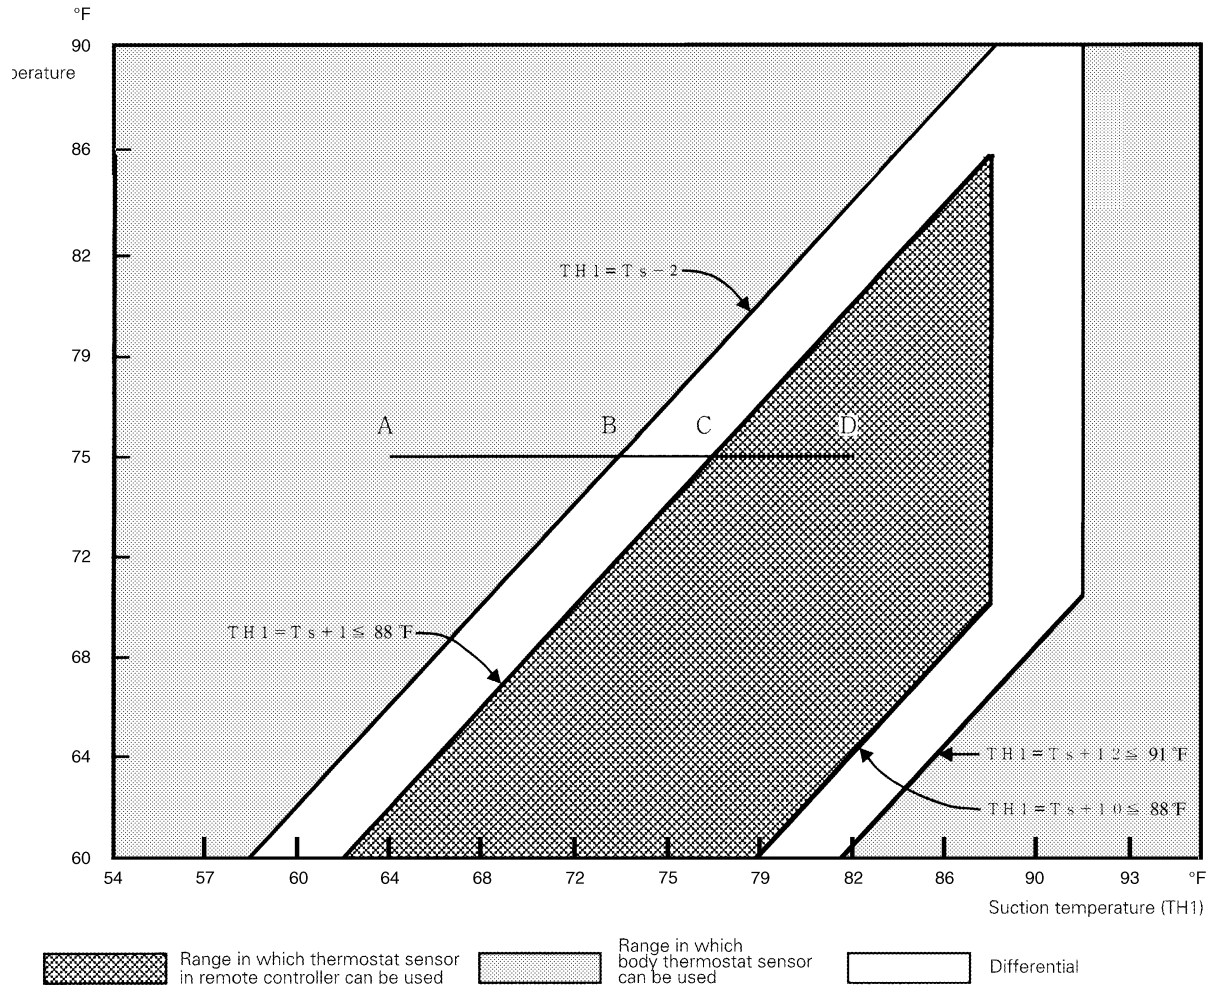 °F
90
perature
86
82
TH1=Ts−2
79
A B C D
75
72
TH1=Ts+1≦ 88°F
68
64
TH1=Ts+12≦ 91°F
TH1=Ts+10≦ 88°F
60
54 57 60 64 68 72 75 79 82 86 90 93 °F
Suction temperature (TH1)
Range in which thermostat sensor
in remote controller can be used
Range in which
body thermostat sensor
can be used
Differential